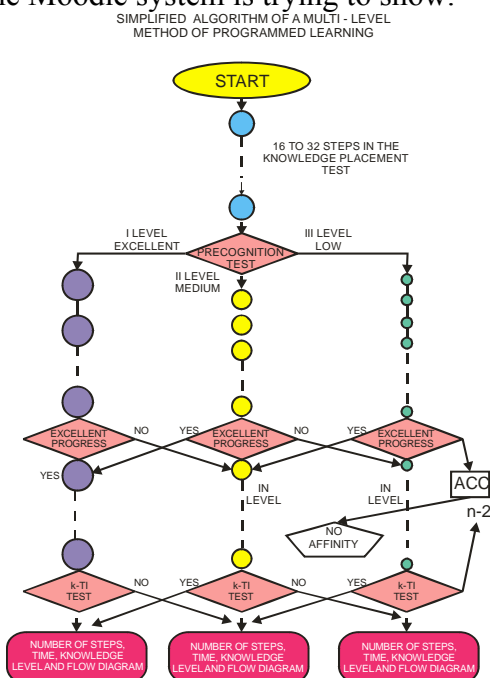 e Moodle system is trying to show.
SIMPLIFIED ALGORITHM OF A MULTI - LEVEL
METHOD OF PROGRAMMED LEARNING
START
16 TO 32 STEPS IN THE
KNOWLEDGE PLACEMENT
TEST
I LEVEL
EXCELLENT
III LEVEL
LOW
PRECOGNITION
TEST
II LEVEL
MEDIUM
EXCELLENT
PROGRESS
NO
YES
EXCELLENT
PROGRESS
NO
YES
EXCELLENT
PROGRESS
YES
IN
LEVEL
IN
LEVEL
ACC
n-2
NO
AFFINITY
k-TI
TEST
NO
YES
k-TI
TEST
NO
YES
k-TI
TEST
NUMBER OF STEPS,
TIME, KNOWLEDGE
LEVEL AND FLOW DIAGRAM
NUMBER OF STEPS,
TIME, KNOWLEDGE
LEVEL AND FLOW DIAGRAM
NUMBER OF STEPS,
TIME, KNOWLEDGE
LEVEL AND FLOW DIAGRAM